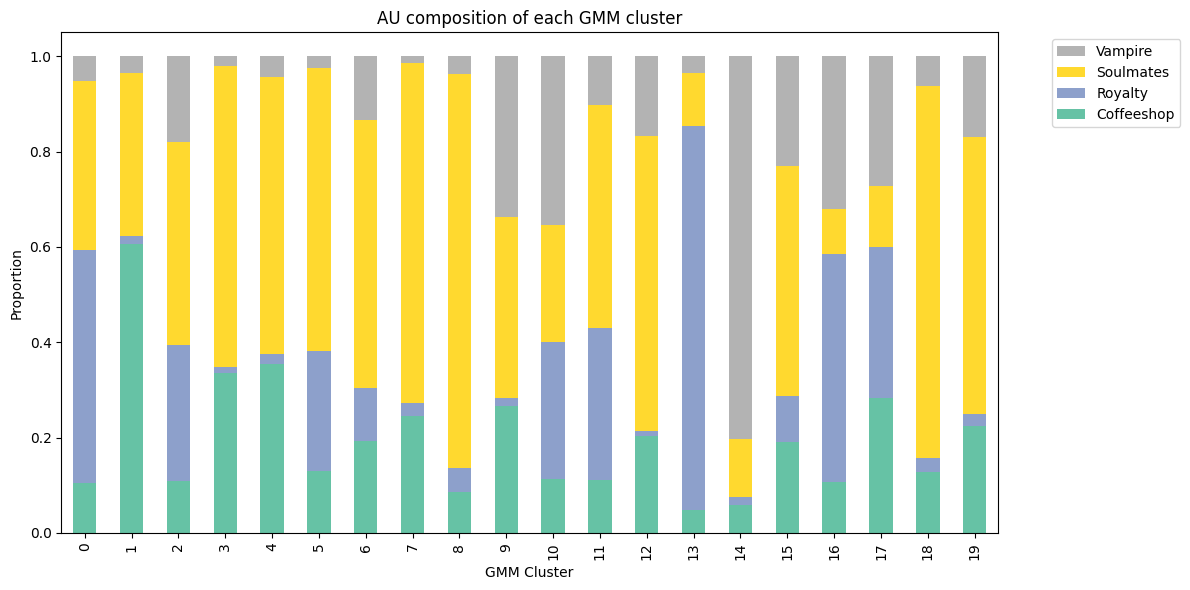 AU composition of each GMM cluster
Vampire
Soulmates
Royalty
Coffeeshop
Proportion
1.0
0.8
0.6
0.4
0.2
0.0
0 1 2 3 4 5 6 7 8 9 10 11 12 13 14 15 16 17 18 19
GMM Cluster